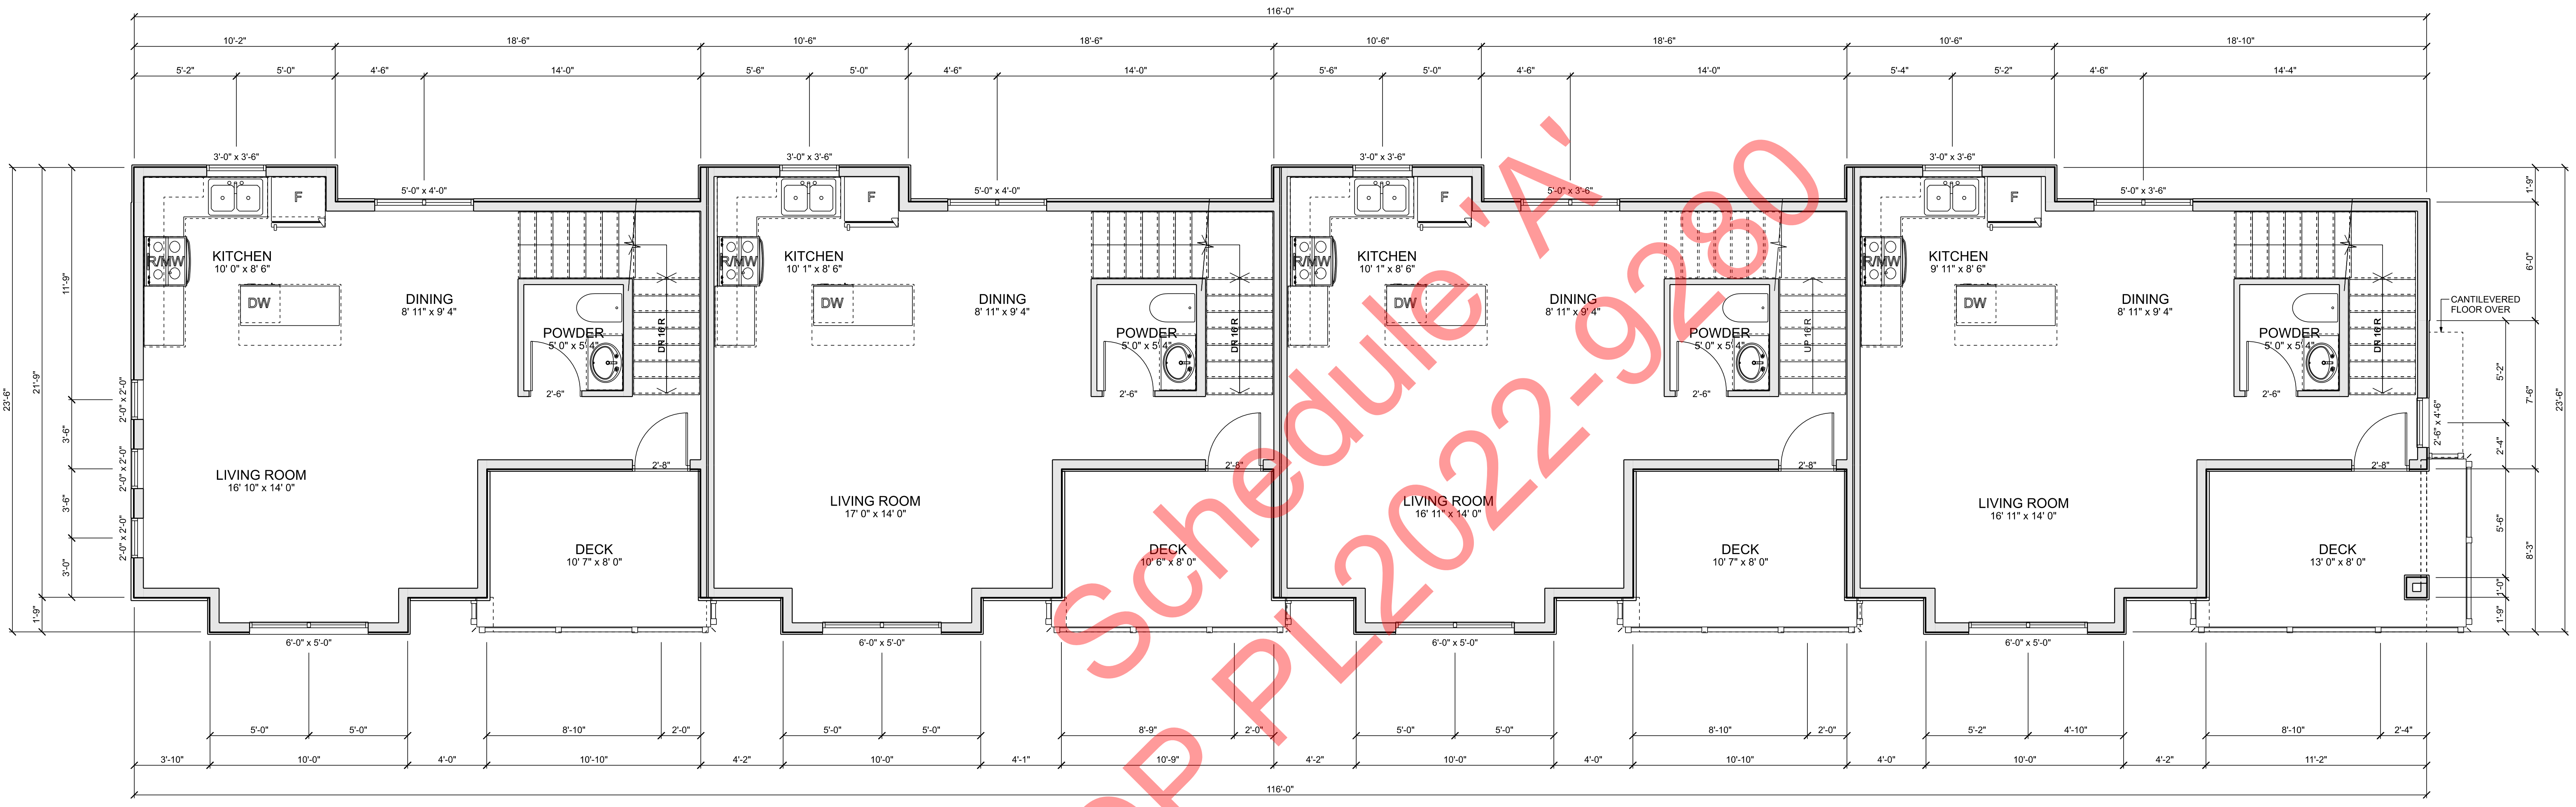 116'-0"
10'-2" 18'-6" 10'-6" 18'-6" 10'-6" 18'-6" 10'-6" 18'-10"
5'-2" 5'-0" 4'-6" 14'-0" 5'-6" 5'-0" 4'-6" 14'-0" 5'-6" 5'-0" 4'-6" 14'-0" 5'-4" 5'-2" 4'-6" 14'-4"
3'-0" x 3'-6" 3'-0" x 3'-6" 3'-0" x 3'-6" 3'-0" x 3'-6"
5'-0" x 4'-0" 5'-0" x 4'-0" 5'-0" x 3'-6" 5'-0" x 3'-6"
F F F F
R/MW R/MW R/MW R/MW
KITCHEN KITCHEN KITCHEN KITCHEN
10' 0" x 8' 6" 10' 1" x 8' 6" 10' 1" x 8' 6" 9' 11" x 8' 6"
DW DW DW DW
DINING DINING DINING DINING
8' 11" x 9' 4" 8' 11" x 9' 4" 8' 11" x 9' 4" 8' 11" x 9' 4"
POWDER POWDER POWDER POWDER
5' 0" x 5' 4" 5' 0" x 5' 4" 5' 0" x 5' 4" 5' 0" x 5' 4"
DN 16 R DN 16 R UP 16 R DN 16 R
2'-6" 2'-6" 2'-6" 2'-6"
CANTILEVERED
FLOOR OVER
23'-6"
21'-9"
1'-9"
11'-9"
3'-6"
3'-6"
3'-0"
2'-0" x 2'-0"
2'-0" x 2'-0"
2'-0" x 2'-0"
2'-8" 2'-8" 2'-8" 2'-8"
LIVING ROOM
16' 10" x 14' 0"
LIVING ROOM
17' 0" x 14' 0"
LIVING ROOM
16' 11" x 14' 0"
LIVING ROOM
16' 11" x 14' 0"
DECK DECK DECK DECK
10' 7" x 8' 0" 10' 6" x 8' 0" 10' 7" x 8' 0" 13' 0" x 8' 0"
2'-6" x 4'-6"
5'-2"
2'-4"
5'-6"
1'-0"
1'-9"
1'-9"
6'-0"
7'-6"
8'-3"
23'-6"
6'-0" x 5'-0" 6'-0" x 5'-0" 6'-0" x 5'-0" 6'-0" x 5'-0"
5'-0" 5'-0" 8'-10" 2'-0" 5'-0" 5'-0" 8'-9" 2'-0" 5'-0" 5'-0" 8'-10" 2'-0" 5'-2" 4'-10" 8'-10" 2'-4"
3'-10" 10'-0" 4'-0" 10'-10" 4'-2" 10'-0" 4'-1" 10'-9" 4'-2" 10'-0" 4'-0" 10'-10" 4'-0" 10'-0" 4'-2" 11'-2"
116'-0"
Schedule 'A'
PL2022-9280